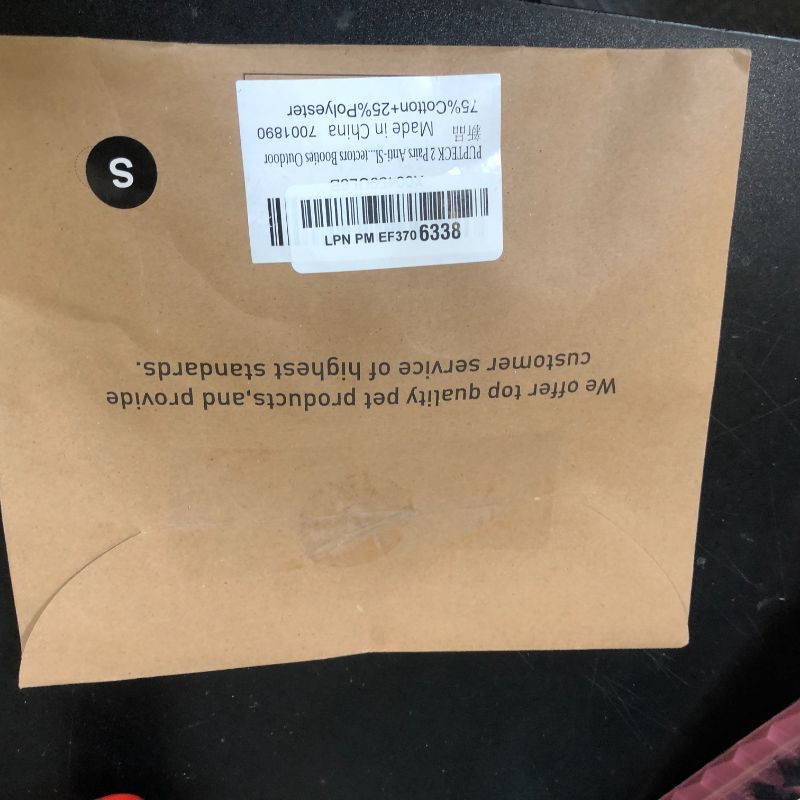 S
PUPTECK 2 Pairs Anti-Sl...tectors Booties Outdoor
新品 Made in China 7001890
75%Cotton+25%Polyester
LPN PM EF370 6338
We offer top quality pet products,and provide
customer service of highest standards.